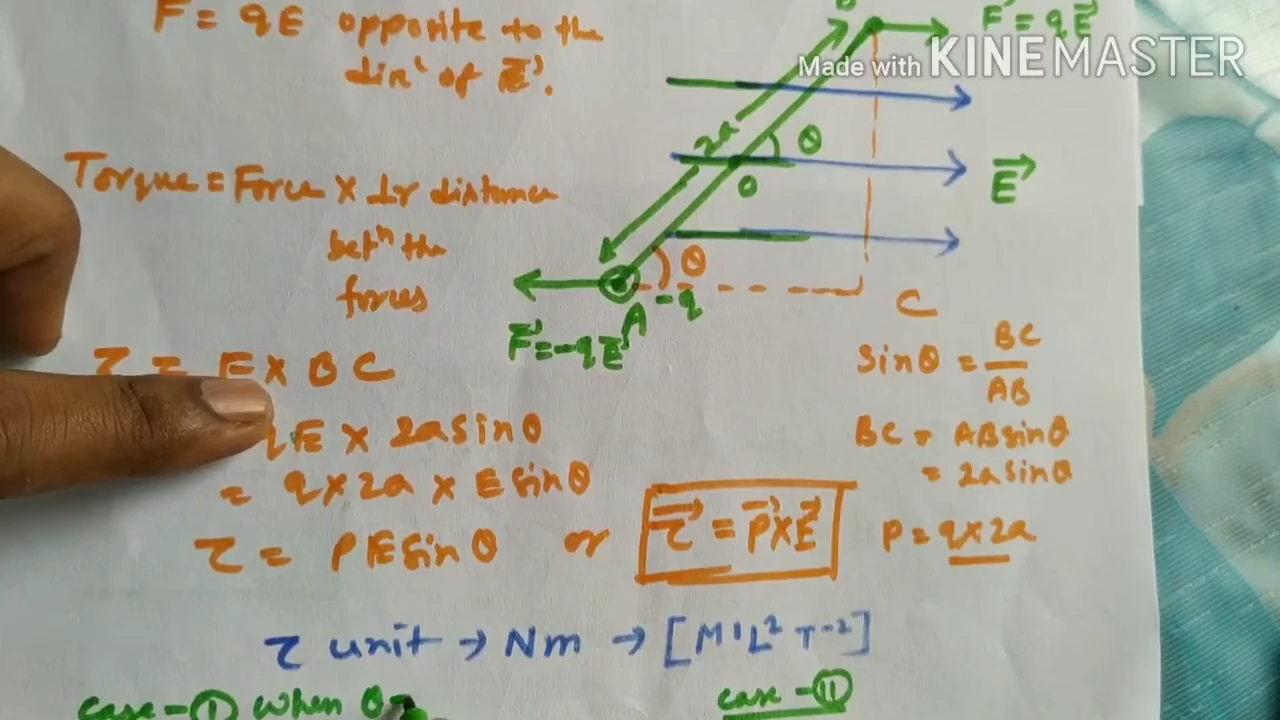 F = qE opposite to the
dirⁿ of E⃗.
F⃗ = qE⃗
Made with KINEMASTER
2a
θ
O
E⃗
Torque = Force × ⊥r distance
betⁿ the
forces
θ
A -q
C
F⃗ = -qE⃗
τ = F × BC
qE × 2a sinθ
= q × 2a × E sinθ
τ = PE sinθ or τ⃗ = P⃗ × E⃗
sinθ = BC/AB
BC = AB sinθ
= 2a sinθ
P = q × 2a
τ unit → Nm → [M¹L² T⁻²]
case - I when θ =
case - II